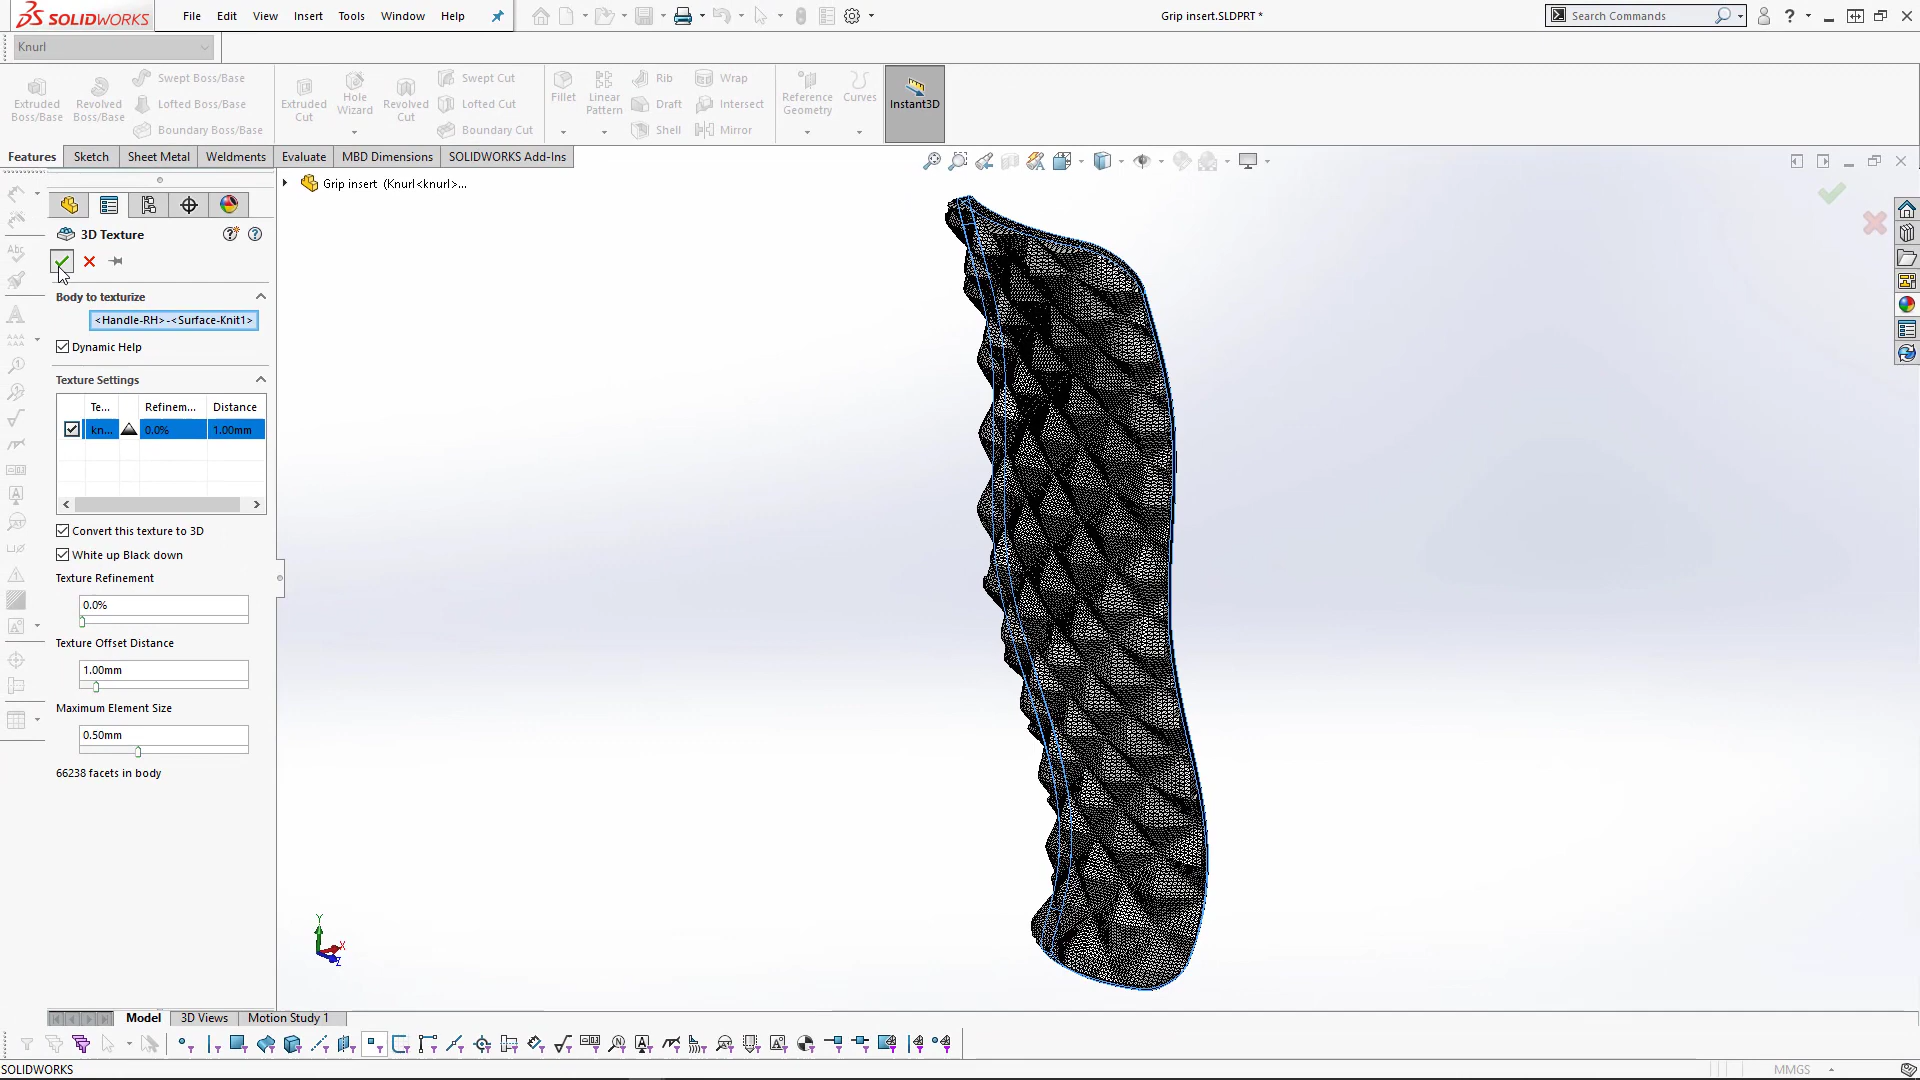 SOLIDWORKS
File Edit View Insert Tools Window Help
Grip insert.SLDPRT *
Search Commands
Knurl
Extruded Boss/Base
Revolved Boss/Base
Swept Boss/Base
Lofted Boss/Base
Boundary Boss/Base
Extruded Cut
Hole Wizard
Revolved Cut
Swept Cut
Lofted Cut
Boundary Cut
Fillet
Linear Pattern
Rib
Draft
Shell
Wrap
Intersect
Mirror
Reference Geometry
Curves
Instant3D
Features Sketch Sheet Metal Weldments Evaluate MBD Dimensions SOLIDWORKS Add-Ins
Grip insert (Knurl<knurl>...
3D Texture
Body to texturize
<Handle-RH>-<Surface-Knit1>
Dynamic Help
Texture Settings
Te... Refinem... Distance
kn... 0.0% 1.00mm
Convert this texture to 3D
White up Black down
Texture Refinement
0.0%
Texture Offset Distance
1.00mm
Maximum Element Size
0.50mm
66238 facets in body
Y
X
Z
Model 3D Views Motion Study 1
SOLIDWORKS
MMGS